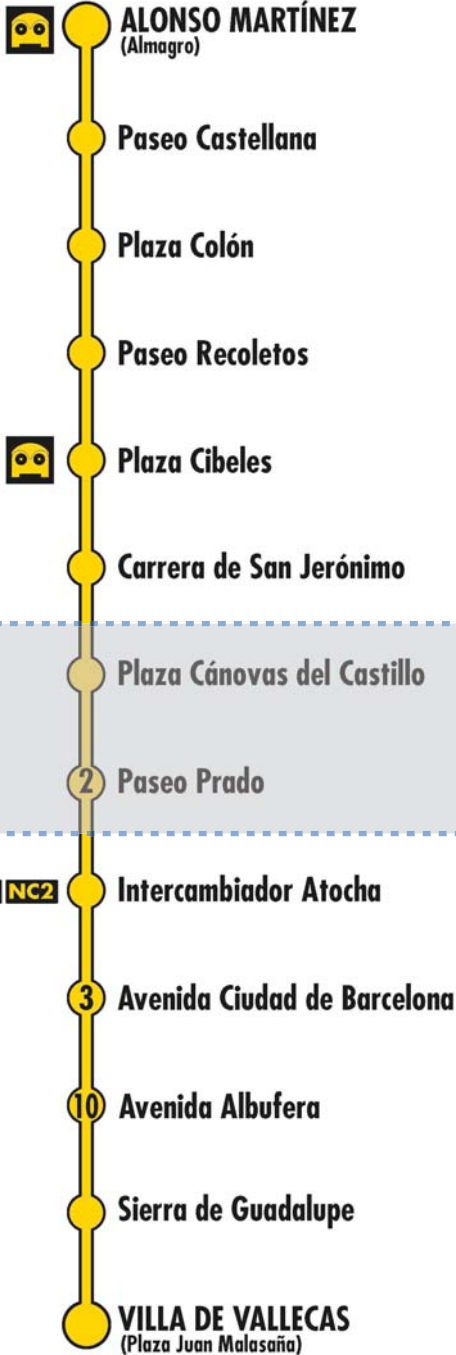 ALONSO MARTÍNEZ
(Almagro)
Paseo Castellana
Plaza Colón
Paseo Recoletos
Plaza Cibeles
Carrera de San Jerónimo
Plaza Cánovas del Castillo
2 Paseo Prado
NC2 Intercambiador Atocha
3 Avenida Ciudad de Barcelona
10 Avenida Albufera
Sierra de Guadalupe
VILLA DE VALLECAS
(Plaza Juan Malasaña)